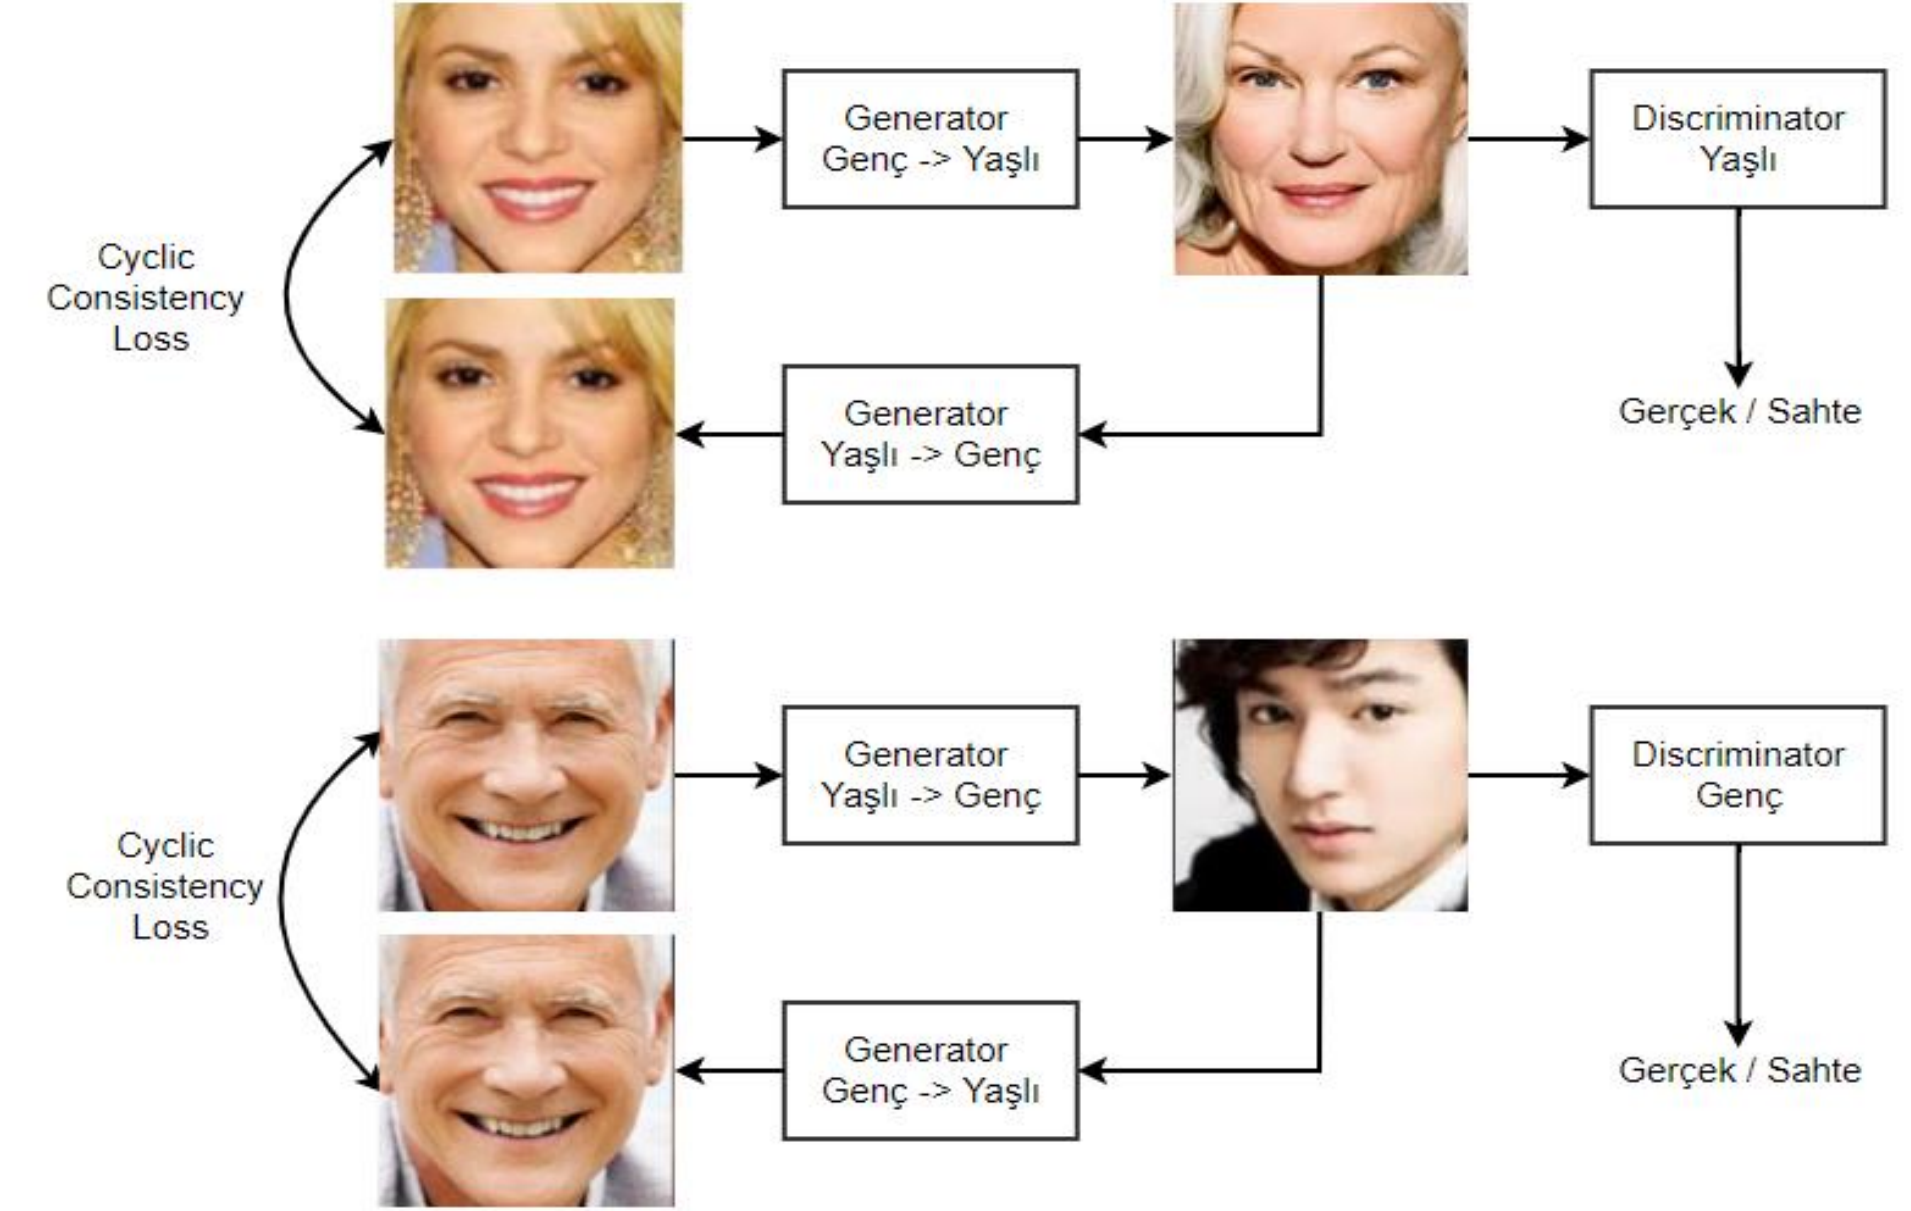 Generator
Genç -> Yaşlı
Discriminator
Yaşlı
Cyclic
Consistency
Loss
Generator
Yaşlı -> Genç
Gerçek / Sahte
Generator
Yaşlı -> Genç
Discriminator
Genç
Cyclic
Consistency
Loss
Generator
Genç -> Yaşlı
Gerçek / Sahte